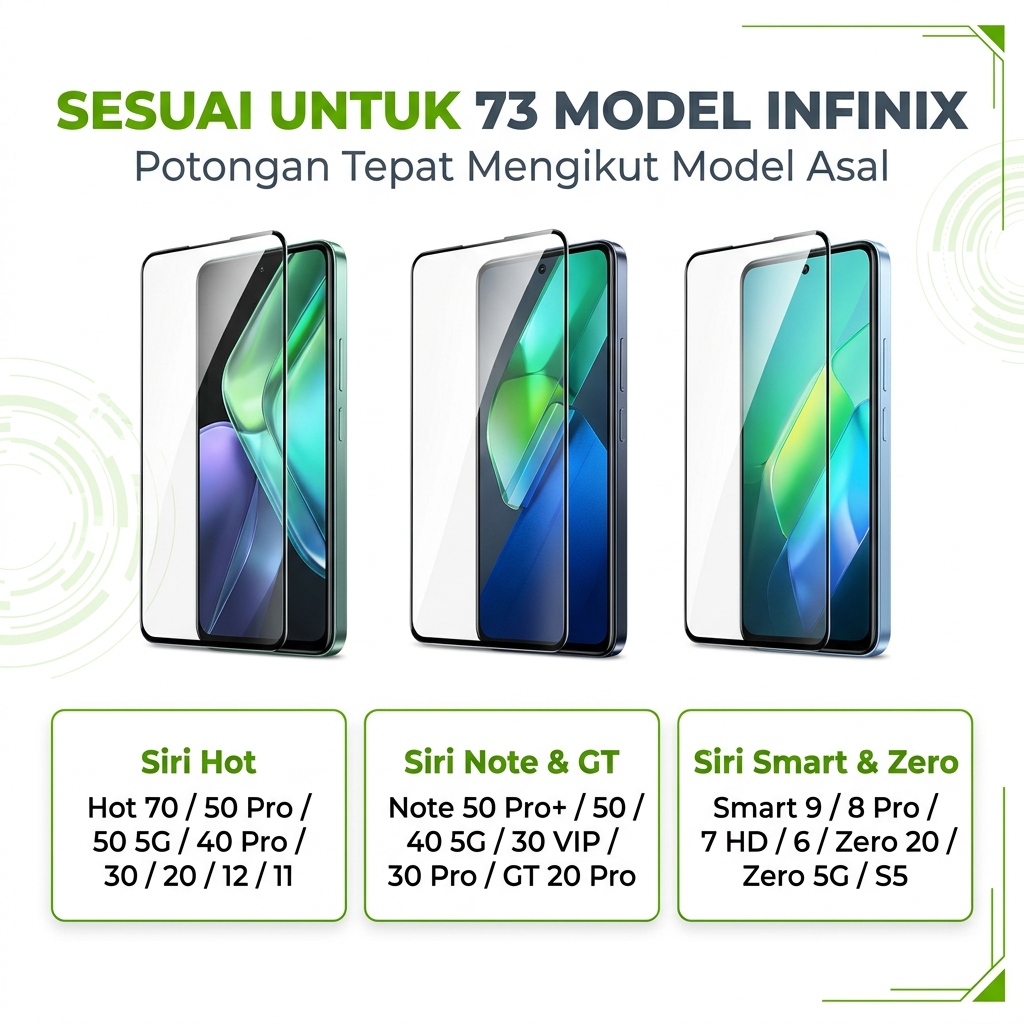 SESUAI UNTUK 73 MODEL INFINIX
Potongan Tepat Mengikut Model Asal
Siri Hot
Hot 70 / 50 Pro /
50 5G / 40 Pro /
30 / 20 / 12 / 11
Siri Note & GT
Note 50 Pro+ / 50 /
40 5G / 30 VIP /
30 Pro / GT 20 Pro
Siri Smart & Zero
Smart 9 / 8 Pro /
7 HD / 6 / Zero 20 /
Zero 5G / S5